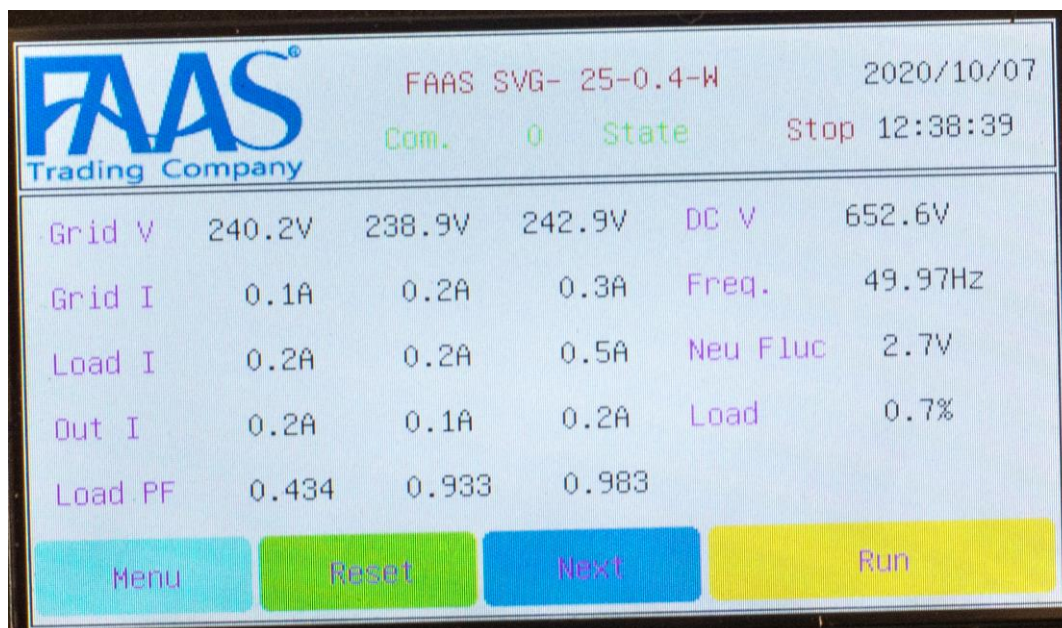 FAAS®
Trading Company
FAAS SVG- 25-0.4-W 2020/10/07
Com. 0 State Stop 12:38:39
Grid V 240.2V 238.9V 242.9V DC V 652.6V
Grid I 0.1A 0.2A 0.3A Freq. 49.97Hz
Load I 0.2A 0.2A 0.5A Neu Fluc 2.7V
Out I 0.2A 0.1A 0.2A Load 0.7%
Load PF 0.434 0.933 0.983
Menu Reset Next Run